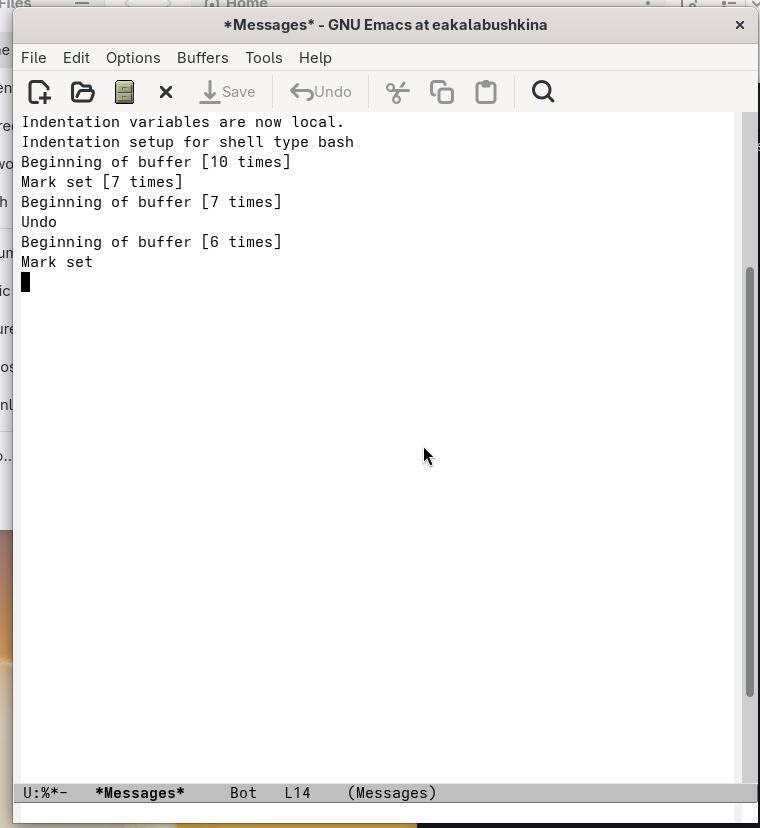 Files
Home
*Messages* - GNU Emacs at eakalabushkina
File Edit Options Buffers Tools Help
Save Undo
Indentation variables are now local.
Indentation setup for shell type bash
Beginning of buffer [10 times]
Mark set [7 times]
Beginning of buffer [7 times]
Undo
Beginning of buffer [6 times]
Mark set
U:%*- *Messages* Bot L14 (Messages)